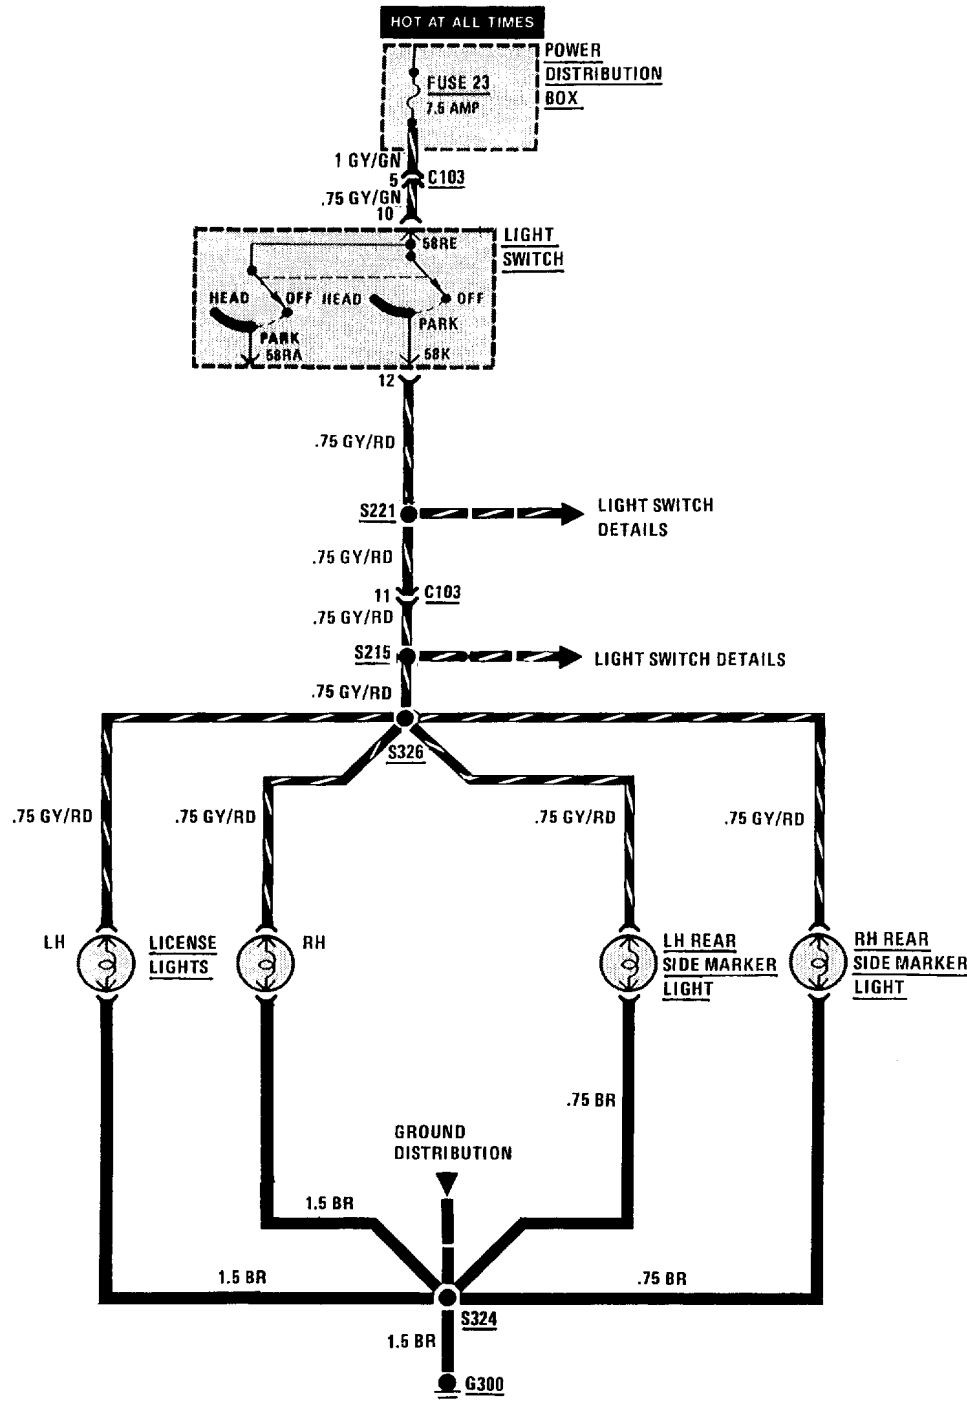 HOT AT ALL TIMES
POWER
DISTRIBUTION
BOX
FUSE 23
7.5 AMP
1 GY/GN
5
C103
.75 GY/GN
10
58RE
LIGHT
SWITCH
HEAD
OFF
HEAD
OFF
PARK
PARK
58RA
58K
12
.75 GY/RD
S221
LIGHT SWITCH
DETAILS
.75 GY/RD
11
C103
.75 GY/RD
S215
LIGHT SWITCH DETAILS
.75 GY/RD
S326
.75 GY/RD
.75 GY/RD
.75 GY/RD
.75 GY/RD
LH
LICENSE
LIGHTS
RH
LH REAR
SIDE MARKER
LIGHT
RH REAR
SIDE MARKER
LIGHT
.75 BR
GROUND
DISTRIBUTION
1.5 BR
1.5 BR
.75 BR
S324
1.5 BR
G300